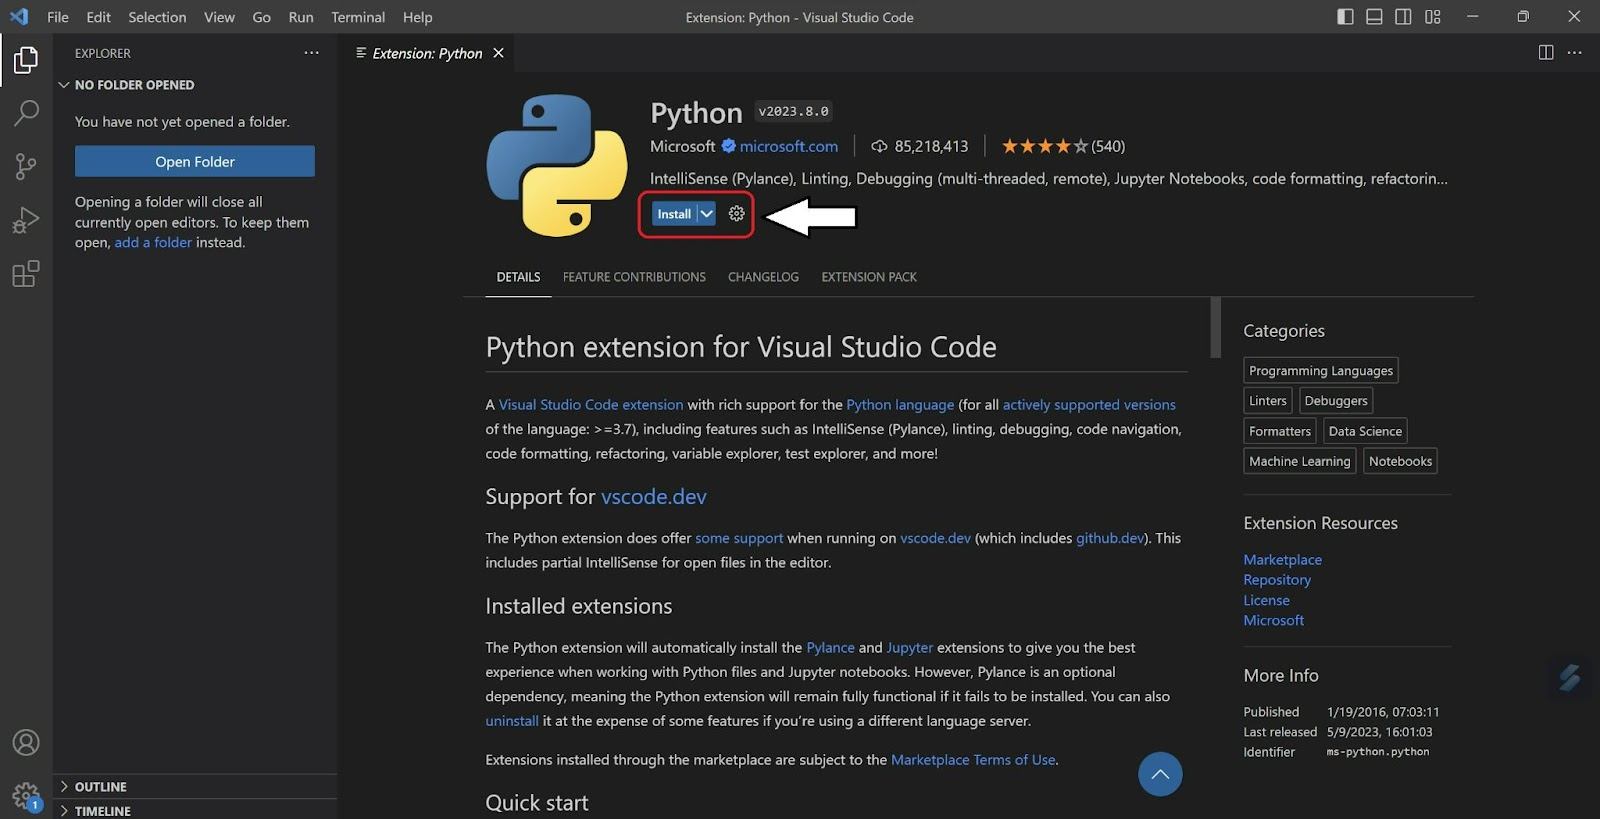 File Edit Selection View Go Run Terminal Help
Extension: Python - Visual Studio Code
EXPLORER
NO FOLDER OPENED
You have not yet opened a folder.
Open Folder
Opening a folder will close all
currently open editors. To keep them
open, add a folder instead.
OUTLINE
TIMELINE
1
Extension: Python
Python v2023.8.0
Microsoft microsoft.com 85,218,413 (540)
IntelliSense (Pylance), Linting, Debugging (multi-threaded, remote), Jupyter Notebooks, code formatting, refactorin...
Install
DETAILS FEATURE CONTRIBUTIONS CHANGELOG EXTENSION PACK
Python extension for Visual Studio Code
A Visual Studio Code extension with rich support for the Python language (for all actively supported versions
of the language: >=3.7), including features such as IntelliSense (Pylance), linting, debugging, code navigation,
code formatting, refactoring, variable explorer, test explorer, and more!
Support for vscode.dev
The Python extension does offer some support when running on vscode.dev (which includes github.dev). This
includes partial IntelliSense for open files in the editor.
Installed extensions
The Python extension will automatically install the Pylance and Jupyter extensions to give you the best
experience when working with Python files and Jupyter notebooks. However, Pylance is an optional
dependency, meaning the Python extension will remain fully functional if it fails to be installed. You can also
uninstall it at the expense of some features if you’re using a different language server.
Extensions installed through the marketplace are subject to the Marketplace Terms of Use.
Quick start
Categories
Programming Languages
Linters Debuggers
Formatters Data Science
Machine Learning Notebooks
Extension Resources
Marketplace
Repository
License
Microsoft
More Info
Published 1/19/2016, 07:03:11
Last released 5/9/2023, 16:01:03
Identifier ms-python.python